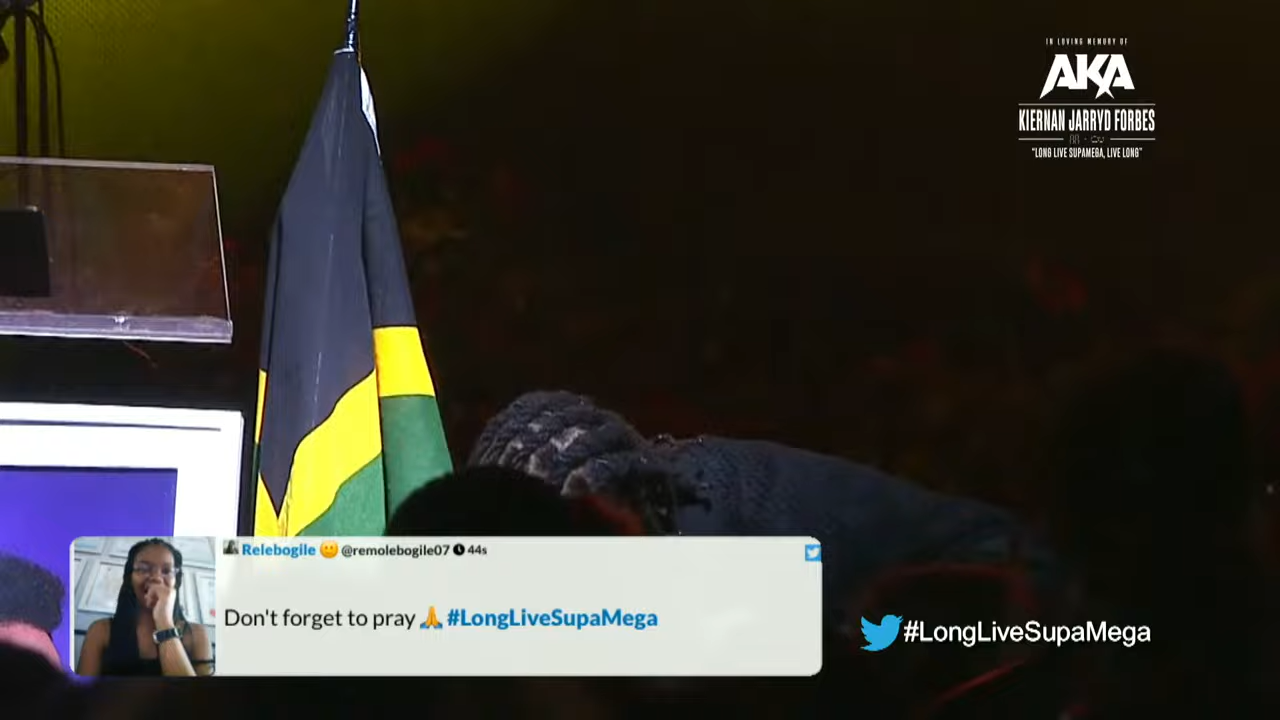 IN LOVING MEMORY OF
AKA
KIERNAN JARRYD FORBES
"LONG LIVE SUPAMEGA, LIVE LONG"
Relebogile 🙂 @remolebogile07 44s
Don't forget to pray 🙏 #LongLiveSupaMega
#LongLiveSupaMega